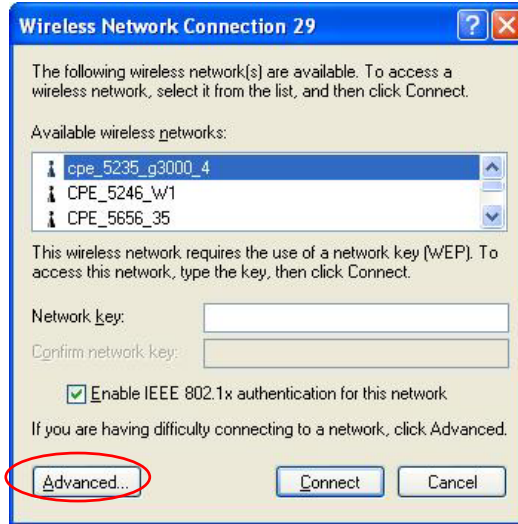 Wireless Network Connection 29
The following wireless network(s) are available. To access a
wireless network, select it from the list, and then click Connect.
Available wireless networks:
cpe_5235_g3000_4
CPE_5246_W1
CPE_5656_35
This wireless network requires the use of a network key (WEP). To
access this network, type the key, then click Connect.
Network key:
Confirm network key:
Enable IEEE 802.1x authentication for this network
If you are having difficulty connecting to a network, click Advanced.
Advanced... Connect Cancel